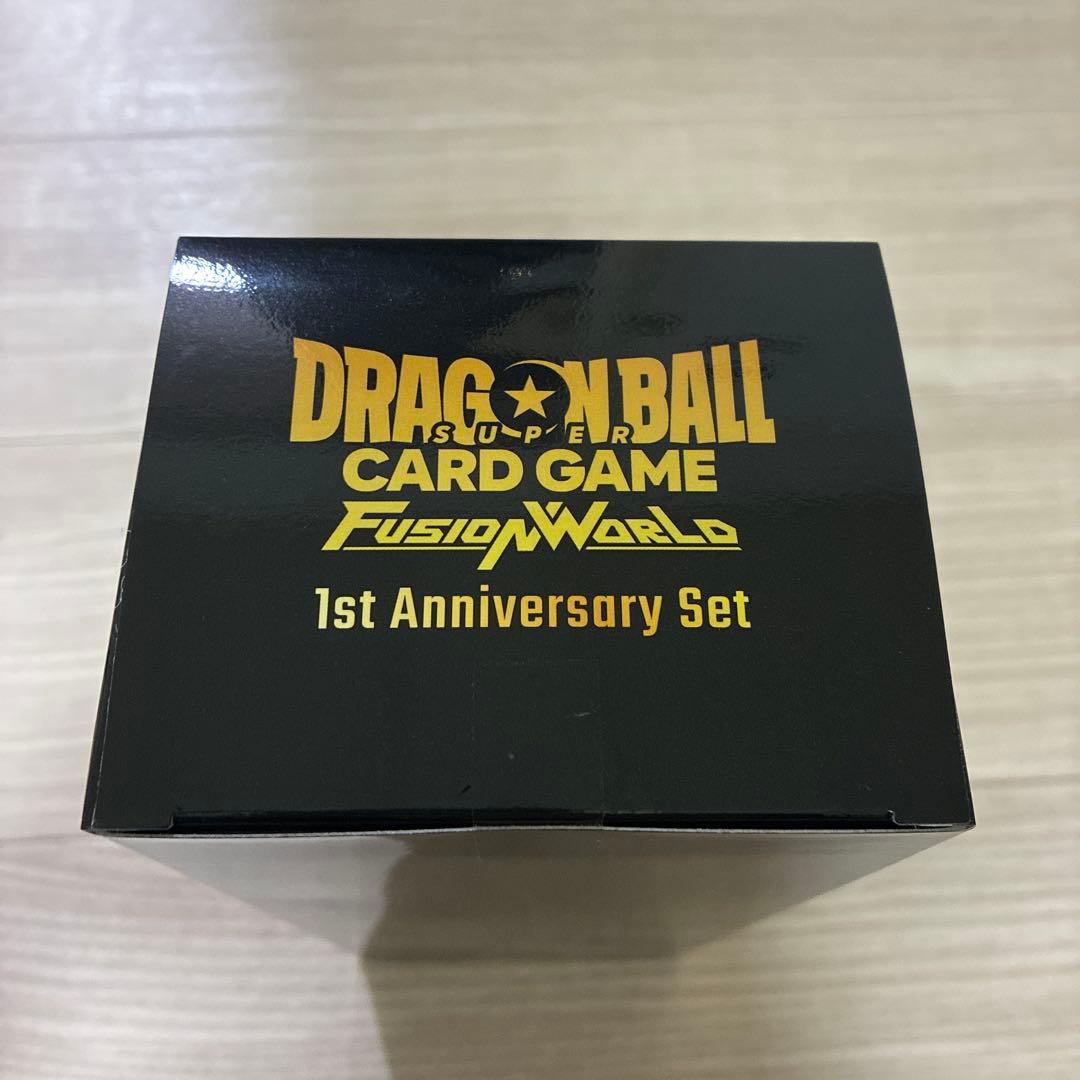 DRAGON BALL
SUPER
CARD GAME
FUSION WORLD
1st Anniversary Set